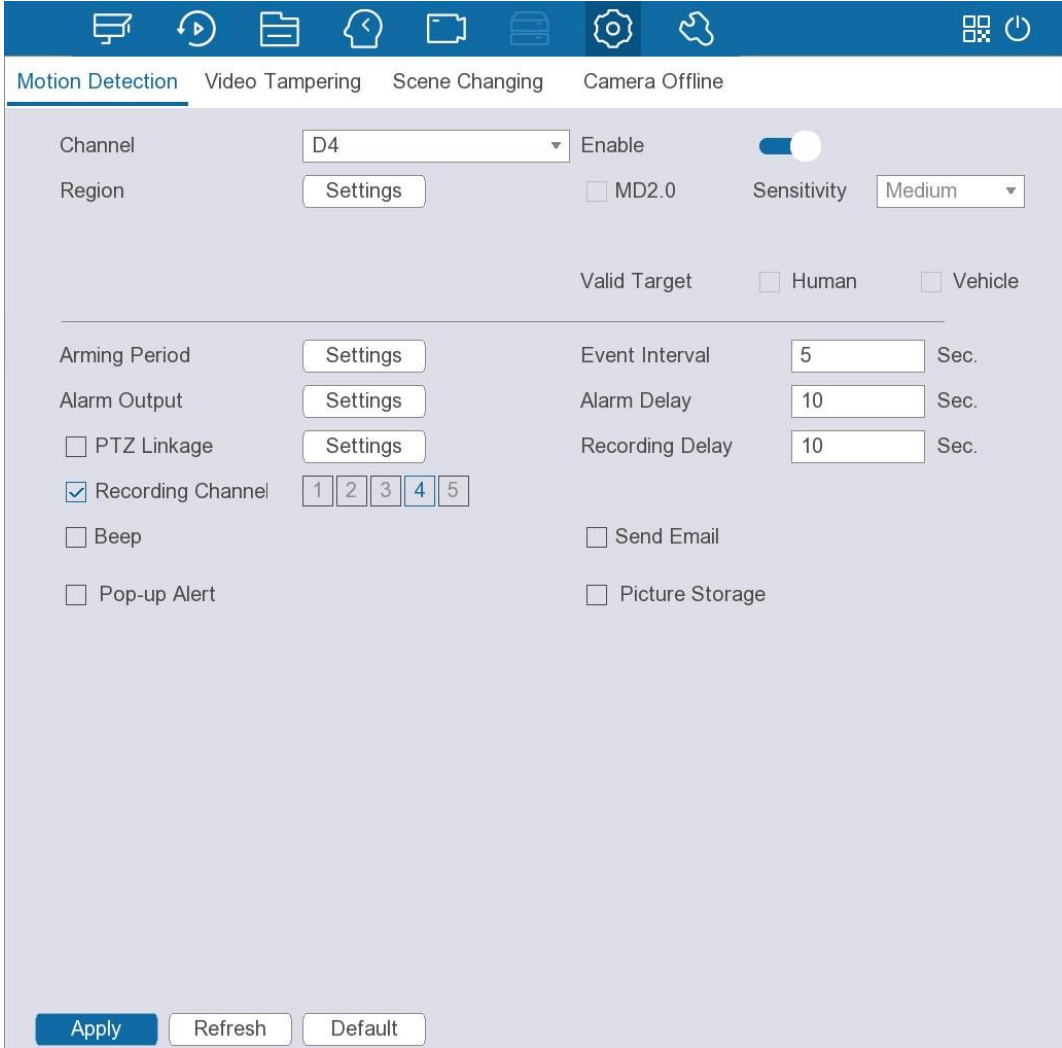 Motion Detection Video Tampering Scene Changing Camera Offline
Channel D4 Enable
Region Settings MD2.0 Sensitivity Medium
Valid Target Human Vehicle
Arming Period Settings Event Interval 5 Sec.
Alarm Output Settings Alarm Delay 10 Sec.
PTZ Linkage Settings Recording Delay 10 Sec.
Recording Channel 1 2 3 4 5
Beep Send Email
Pop-up Alert Picture Storage
Apply Refresh Default